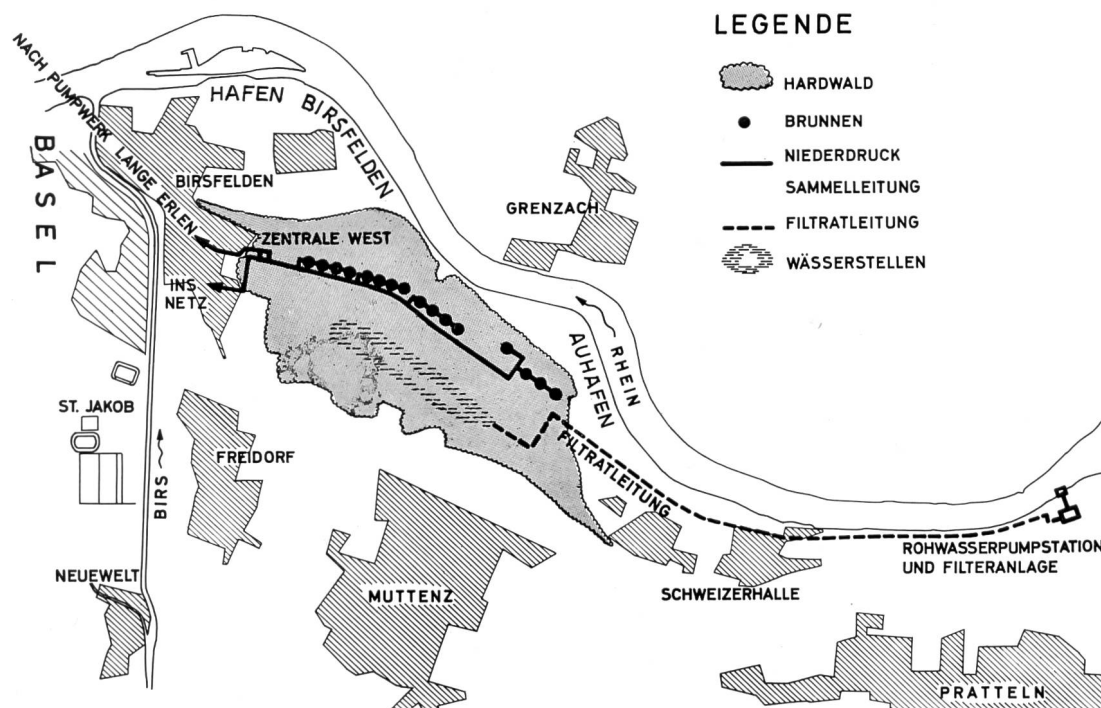 LEGENDE
HARDWALD
BRUNNEN
NIEDERDRUCK
SAMMELLEITUNG
FILTRATLEITUNG
WÄSSERSTELLEN
NACH PUMPWERK LANGE ERLEN
HAFEN BIRSFELDEN
BASEL
BIRSFELDEN
GRENZACH
ZENTRALE WEST
INS
NETZ
RHEIN
AUHAFEN
ST. JAKOB
FREIDORF
FILTRATLEITUNG
BIRS
ROHWASSERPUMPSTATION
UND FILTERANLAGE
NEUEWELT
MUTTENZ
SCHWEIZERHALLE
PRATTELN